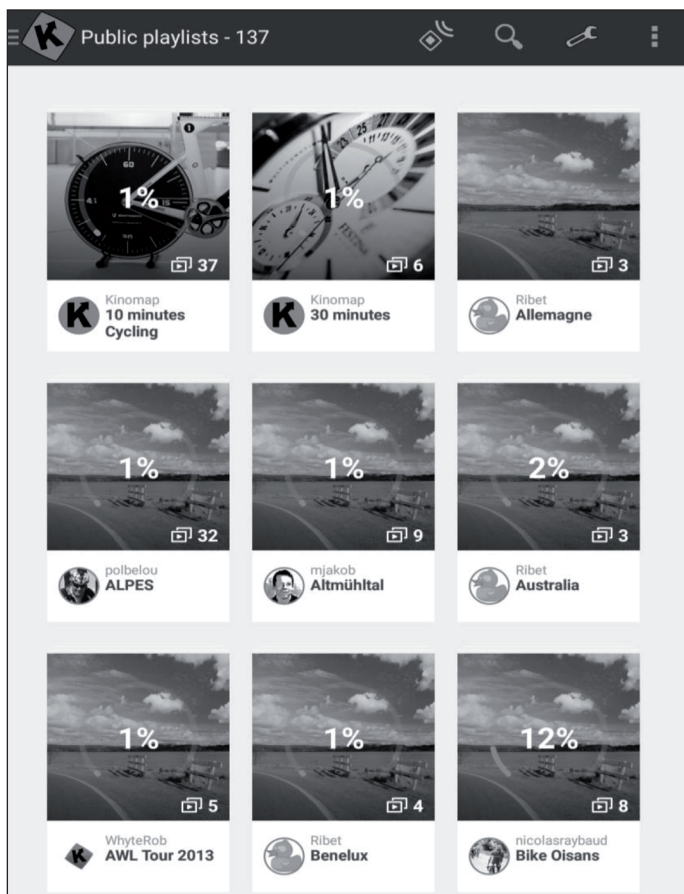 Public playlists - 137
1%
37
Kinomap
10 minutes
Cycling
1%
6
Kinomap
30 minutes
3
Ribet
Allemagne
1%
32
polbelou
ALPES
1%
9
mjakob
Altmühltal
2%
3
Ribet
Australia
1%
5
WhyteRob
AWL Tour 2013
1%
4
Ribet
Benelux
12%
8
nicolasraybaud
Bike Oisans